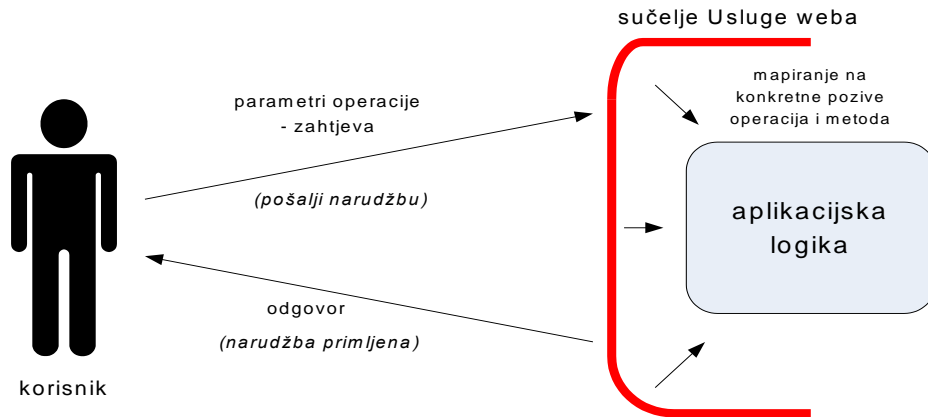 sučelje Usluge weba
parametri operacije
- zahtjeva
(pošalji narudžbu)
odgovor
(narudžba primljena)
korisnik
mapiranje na
konkretne pozive
operacija i metoda
aplikacijska
logika